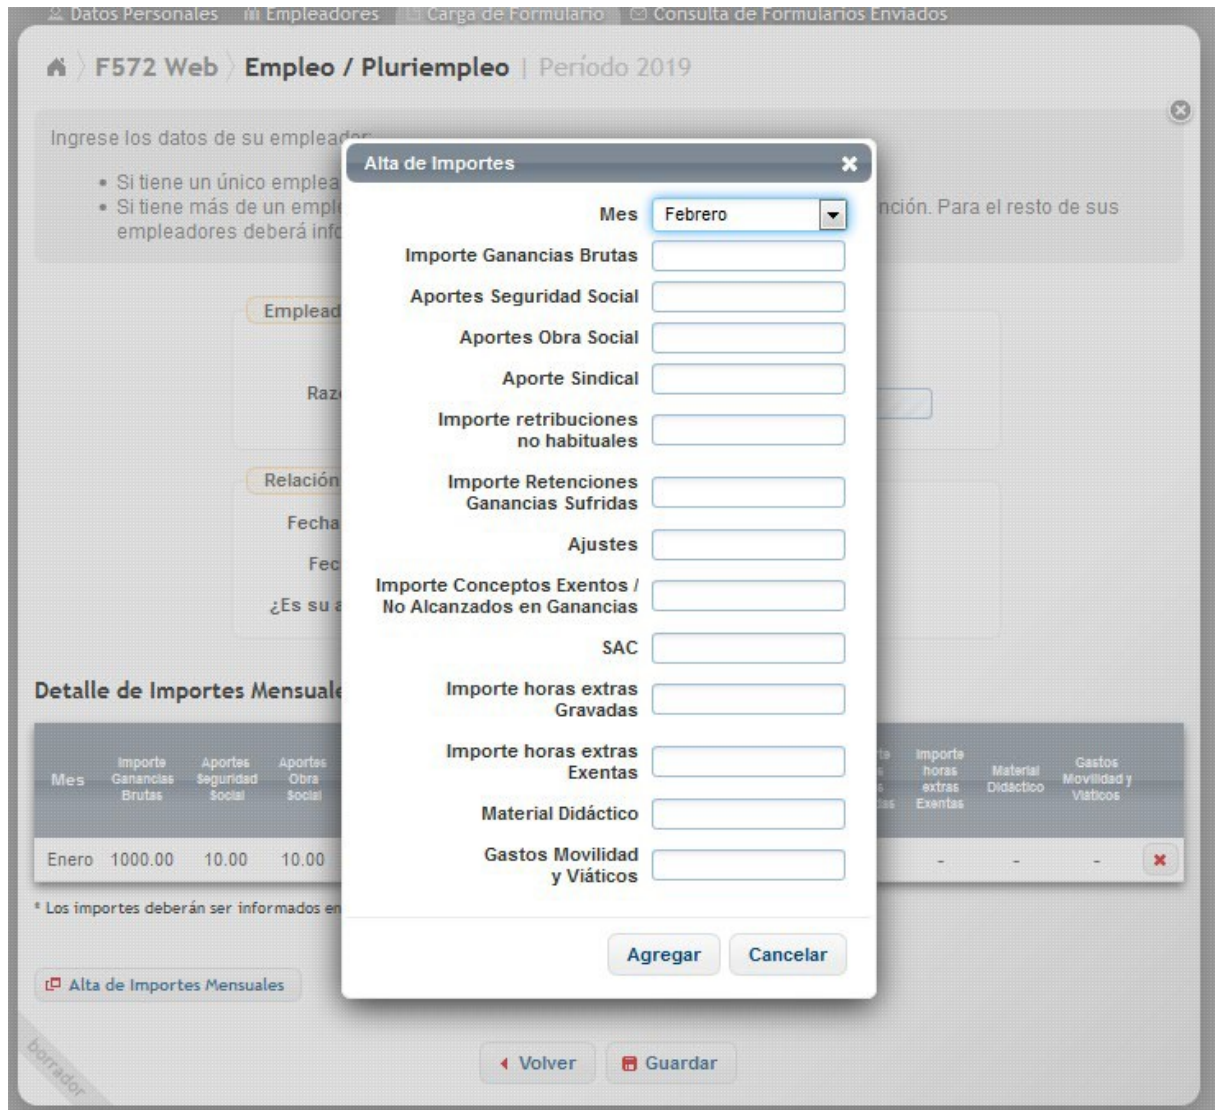 Datos Personales Empleadores Carga de Formulario Consulta de Formularios Enviados
F572 Web Empleo / Pluriempleo | Período 2019
Ingrese los datos de su empleador:
• Si tiene un único emplea
• Si tiene más de un emple
nción. Para el resto de sus
empleadores deberá info
Alta de Importes
Mes Febrero
Importe Ganancias Brutas
Aportes Seguridad Social
Aportes Obra Social
Aporte Sindical
Importe retribuciones
no habituales
Importe Retenciones
Ganancias Sufridas
Ajustes
Importe Conceptos Exentos /
No Alcanzados en Ganancias
SAC
Importe horas extras
Gravadas
Importe horas extras
Exentas
Material Didáctico
Gastos Movilidad
y Viáticos
Agregar Cancelar
Emplead
Razo
Relación
Fecha
Fec
¿Es su a
Detalle de Importes Mensuale
Mes
Importe
Ganancias
Brutas
Aportes
Seguridad
Social
Aportes
Obra
Social
Importe
horas
extras
Exentas
Material
Didáctico
Gastos
Movilidad y
Viáticos
Enero 1000.00 10.00 10.00 - - -
* Los importes deberán ser informados en
Alta de Importes Mensuales
borrador
Volver Guardar